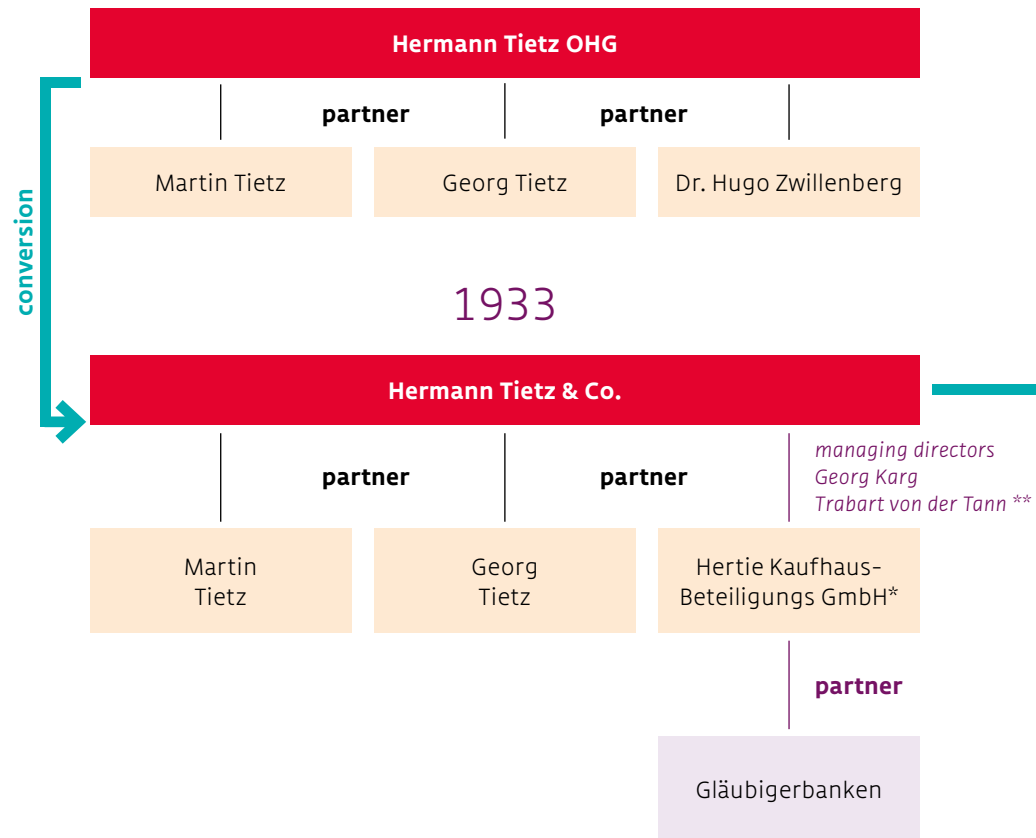 Hermann Tietz OHG
partner
partner
Martin Tietz
Georg Tietz
Dr. Hugo Zwillenberg
conversion
1933
Hermann Tietz & Co.
partner
partner
managing directors
Georg Karg
Trabart von der Tann **
Martin
Tietz
Georg
Tietz
Hertie Kaufhaus-
Beteiligungs GmbH*
partner
Gläubigerbanken